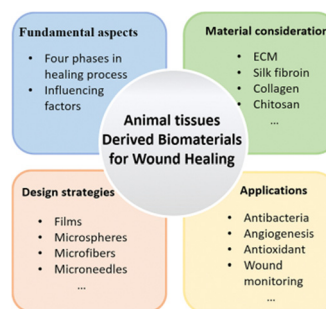 Fundamental aspects
• Four phases in
healing process
• Influencing
factors
Material consideration
• ECM
• Silk fibroin
• Collagen
• Chitosan
...
Animal tissues
Derived Biomaterials
for Wound Healing
Design strategies
• Films
• Microspheres
• Microfibers
• Microneedles
...
Applications
• Antibacteria
• Angiogenesis
• Antioxidant
• Wound
monitoring
...